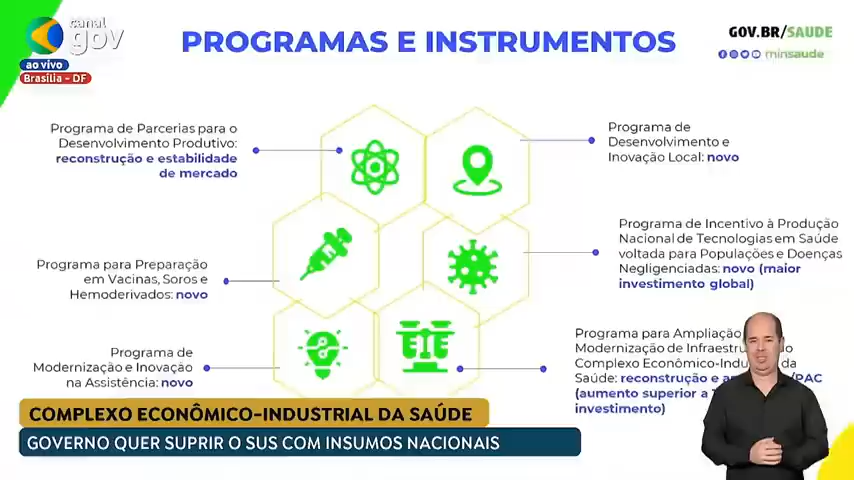 canal
gov
ao vivo
Brasília - DF
PROGRAMAS E INSTRUMENTOS
GOV.BR/SAUDE
minsaude
Programa de Parcerias para o
Desenvolvimento Produtivo:
reconstrução e estabilidade
de mercado
Programa de
Desenvolvimento e
Inovação Local: novo
Programa para Preparação
em Vacinas, Soros e
Hemoderivados: novo
Programa de Incentivo à Produção
Nacional de Tecnologias em Saúde
voltada para Populações e Doenças
Negligenciadas: novo (maior
investimento global)
Programa de
Modernização e Inovação
na Assistência: novo
Programa para Ampliação
Modernização de
Complexo
Saúde: reconstrução e /PAC
(aumento superior a
investimento)
COMPLEXO ECONÔMICO-INDUSTRIAL DA SAÚDE
GOVERNO QUER SUPRIR O SUS COM INSUMOS NACIONAIS